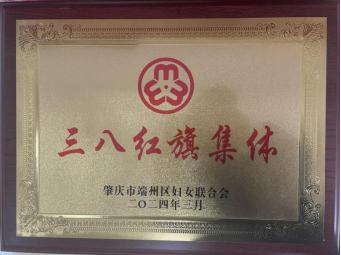 三八红旗集体
肇庆市端州区妇女联合会
二〇二四年三月